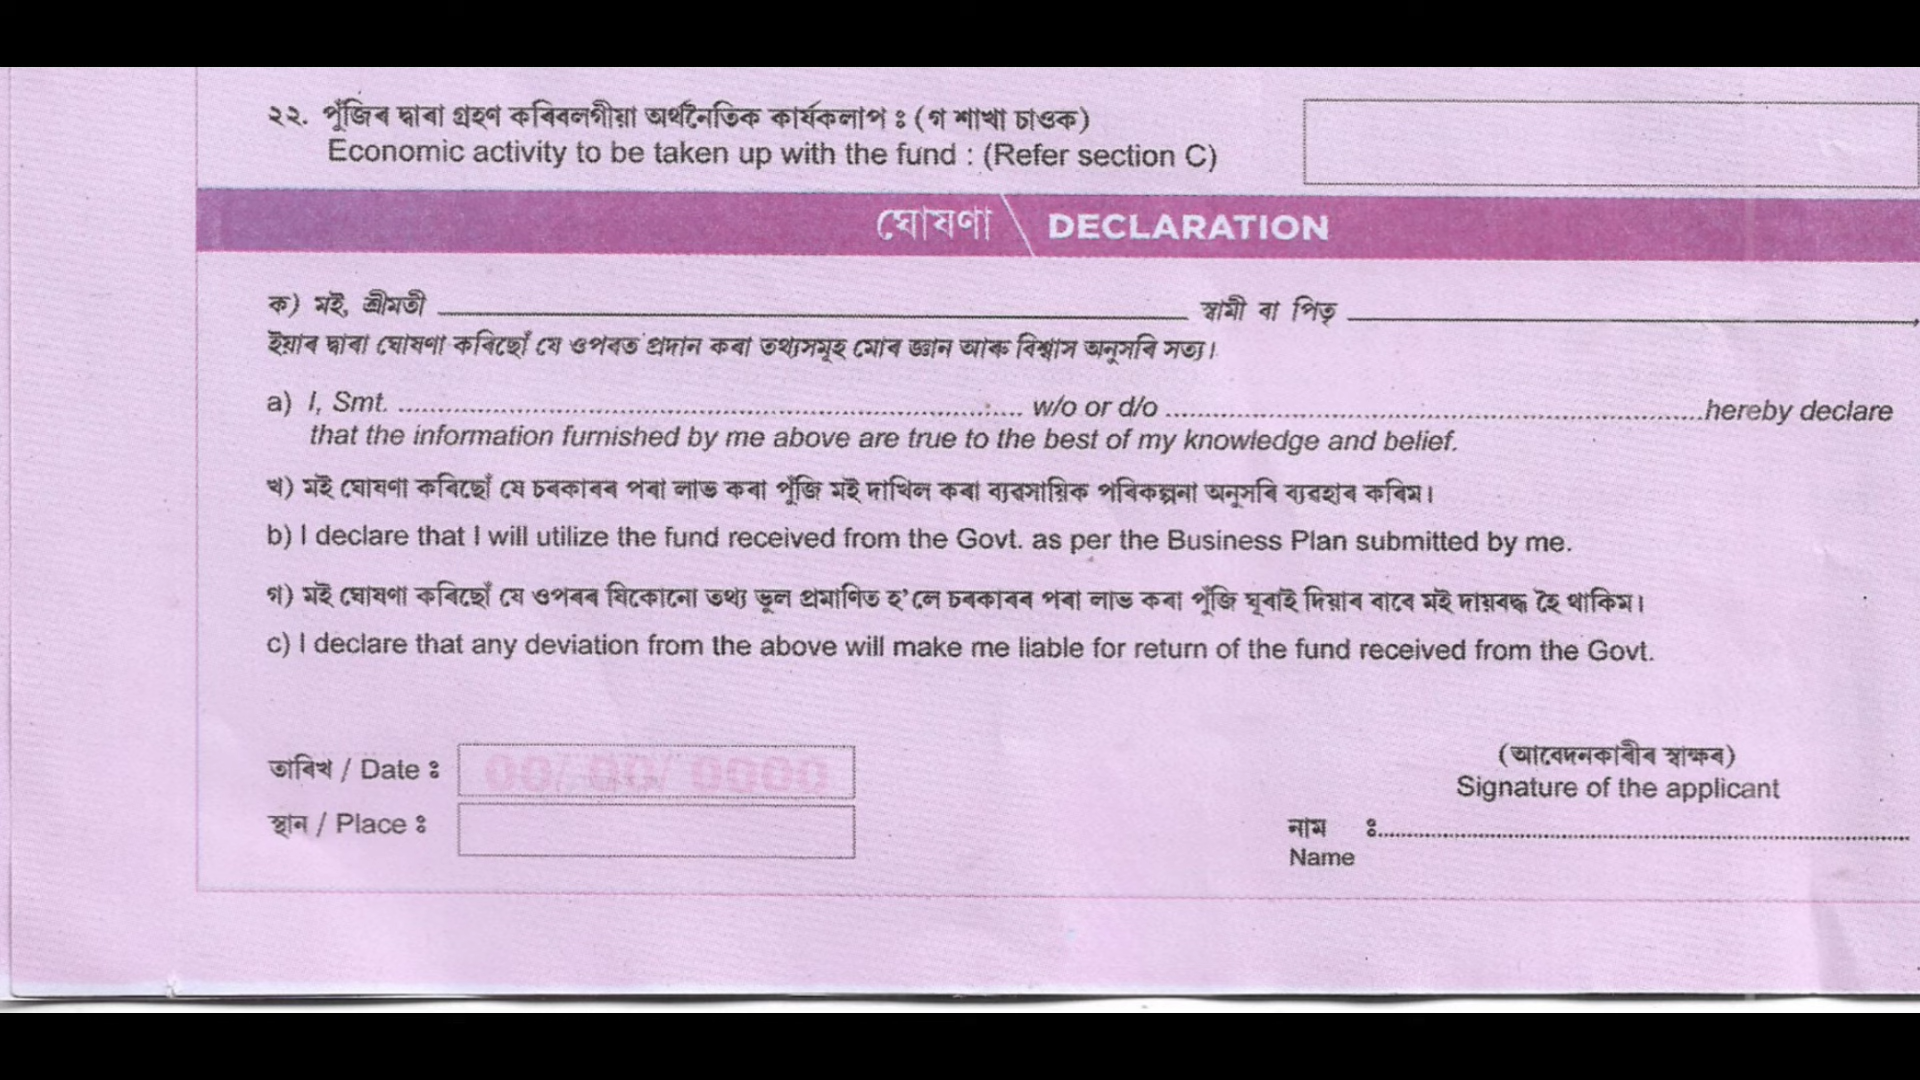 ২২. পুঁজিৰ দ্বাৰা গ্ৰহণ কৰিবলগীয়া অৰ্থনৈতিক কাৰ্যকলাপ ঃ (গ শাখা চাওক)
Economic activity to be taken up with the fund : (Refer section C)
ঘোষণা \ DECLARATION
ক) মই, শ্ৰীমতী ______________ স্বামী বা পিতৃ ______________,
ইয়াৰ দ্বাৰা ঘোষণা কৰিছোঁ যে ওপৰত প্ৰদান কৰা তথ্যসমূহ মোৰ জ্ঞান আৰু বিশ্বাস অনুসৰি সত্য।
a) I, Smt. ............................ w/o or d/o ............................hereby declare
that the information furnished by me above are true to the best of my knowledge and belief.
খ) মই ঘোষণা কৰিছোঁ যে চৰকাৰৰ পৰা লাভ কৰা পুঁজি মই দাখিল কৰা ব্যৱসায়িক পৰিকল্পনা অনুসৰি ব্যৱহাৰ কৰিম।
b) I declare that I will utilize the fund received from the Govt. as per the Business Plan submitted by me.
গ) মই ঘোষণা কৰিছোঁ যে ওপৰৰ যিকোনো তথ্য ভুল প্ৰমাণিত হ'লে চৰকাৰৰ পৰা লাভ কৰা পুঁজি ঘূৰাই দিয়াৰ বাবে মই দায়বদ্ধ হৈ থাকিম।
c) I declare that any deviation from the above will make me liable for return of the fund received from the Govt.
তাৰিখ / Date ঃ
স্থান / Place ঃ
(আবেদনকাৰীৰ স্বাক্ষৰ)
Signature of the applicant
নাম ঃ............................
Name